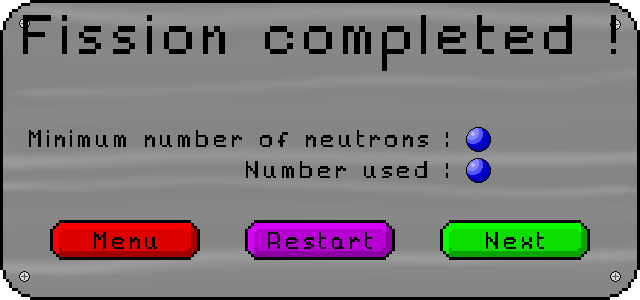 Fission completed !
Minimum number of neutrons :
Number used :
Menu
Restart
Next